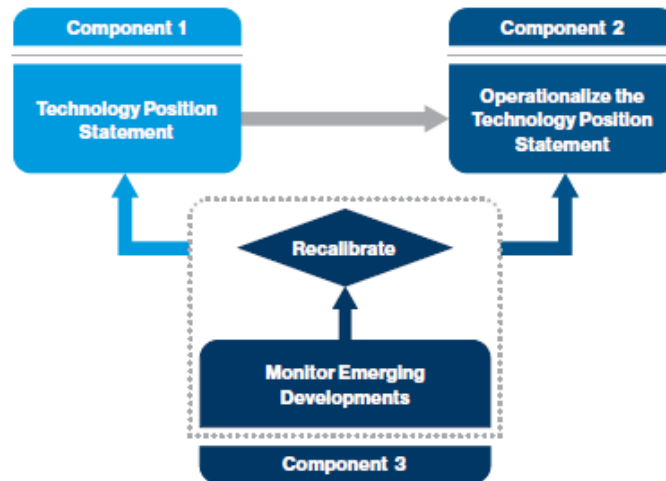 Component 1
Technology Position
Statement
Component 2
Operationalize the
Technology Position
Statement
Recalibrate
Monitor Emerging
Developments
Component 3